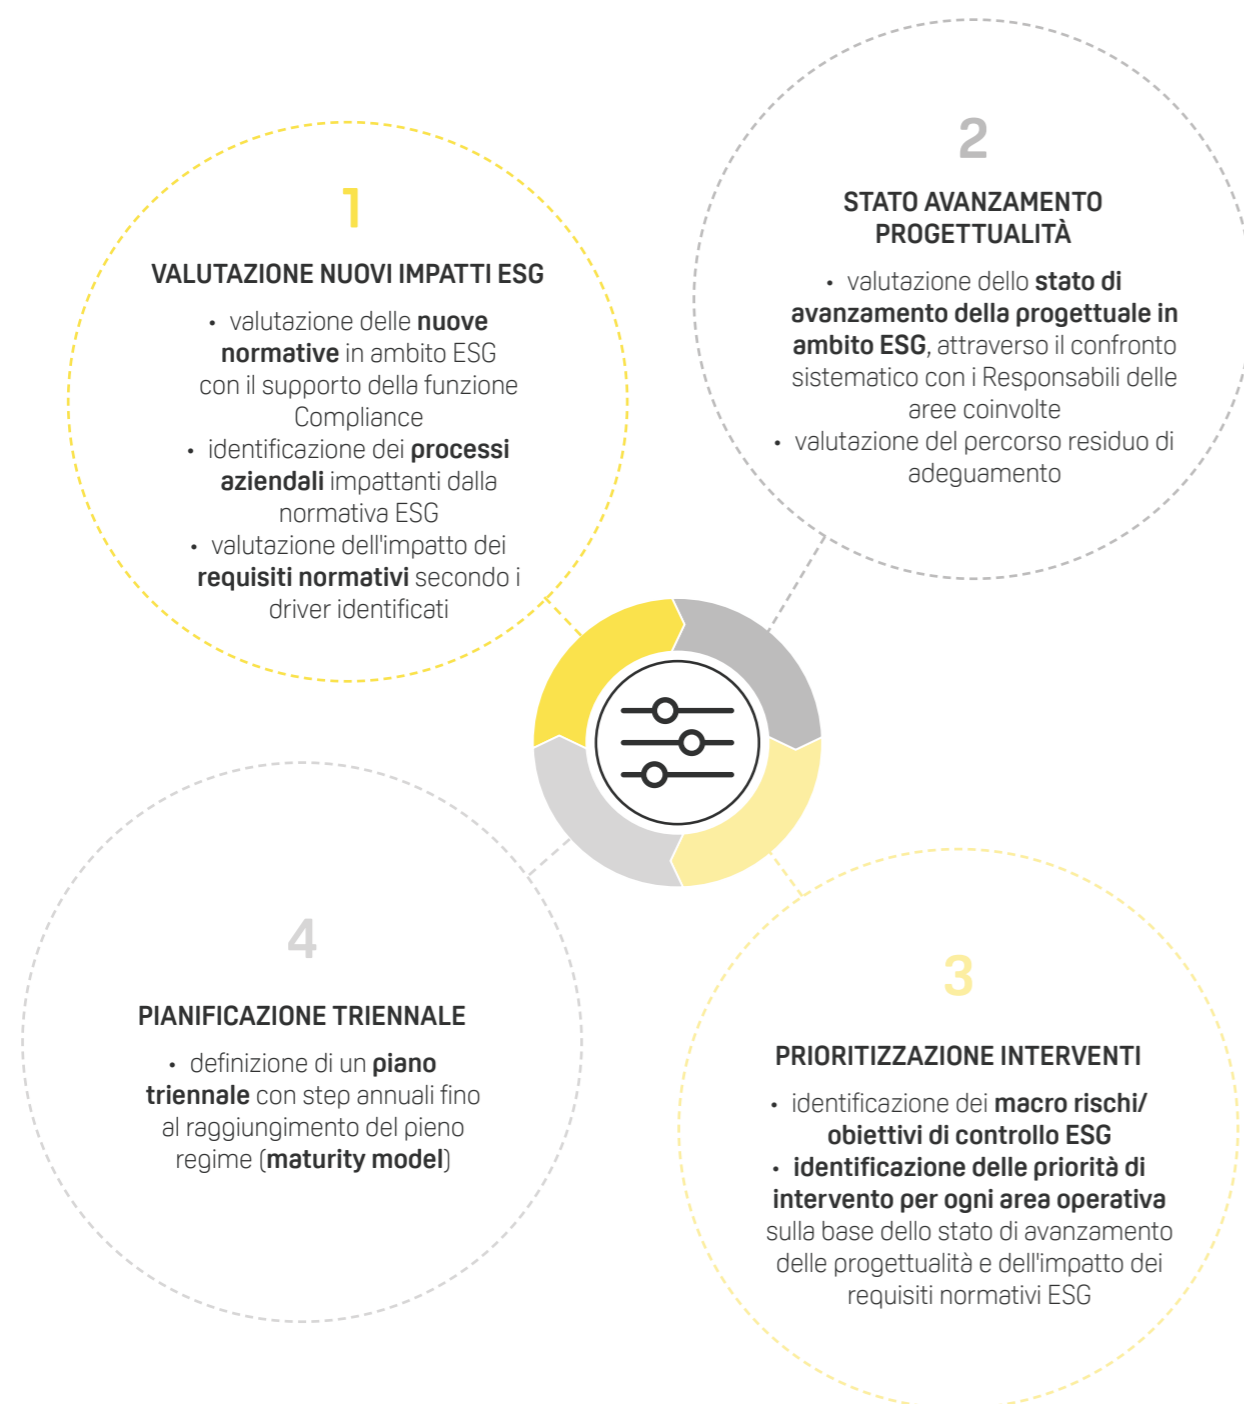 1
VALUTAZIONE NUOVI IMPATTI ESG
• valutazione delle nuove
normative in ambito ESG
con il supporto della funzione
Compliance
• identificazione dei processi
aziendali impattanti dalla
normativa ESG
• valutazione dell'impatto dei
requisiti normativi secondo i
driver identificati
2
STATO AVANZAMENTO
PROGETTUALITÀ
• valutazione dello stato di
avanzamento della progettuale in
ambito ESG, attraverso il confronto
sistematico con i Responsabili delle
aree coinvolte
• valutazione del percorso residuo di
adeguamento
3
PRIORITIZZAZIONE INTERVENTI
• identificazione dei macro rischi/
obiettivi di controllo ESG
• identificazione delle priorità di
intervento per ogni area operativa
sulla base dello stato di avanzamento
delle progettualità e dell'impatto dei
requisiti normativi ESG
4
PIANIFICAZIONE TRIENNALE
• definizione di un piano
triennale con step annuali fino
al raggiungimento del pieno
regime (maturity model)